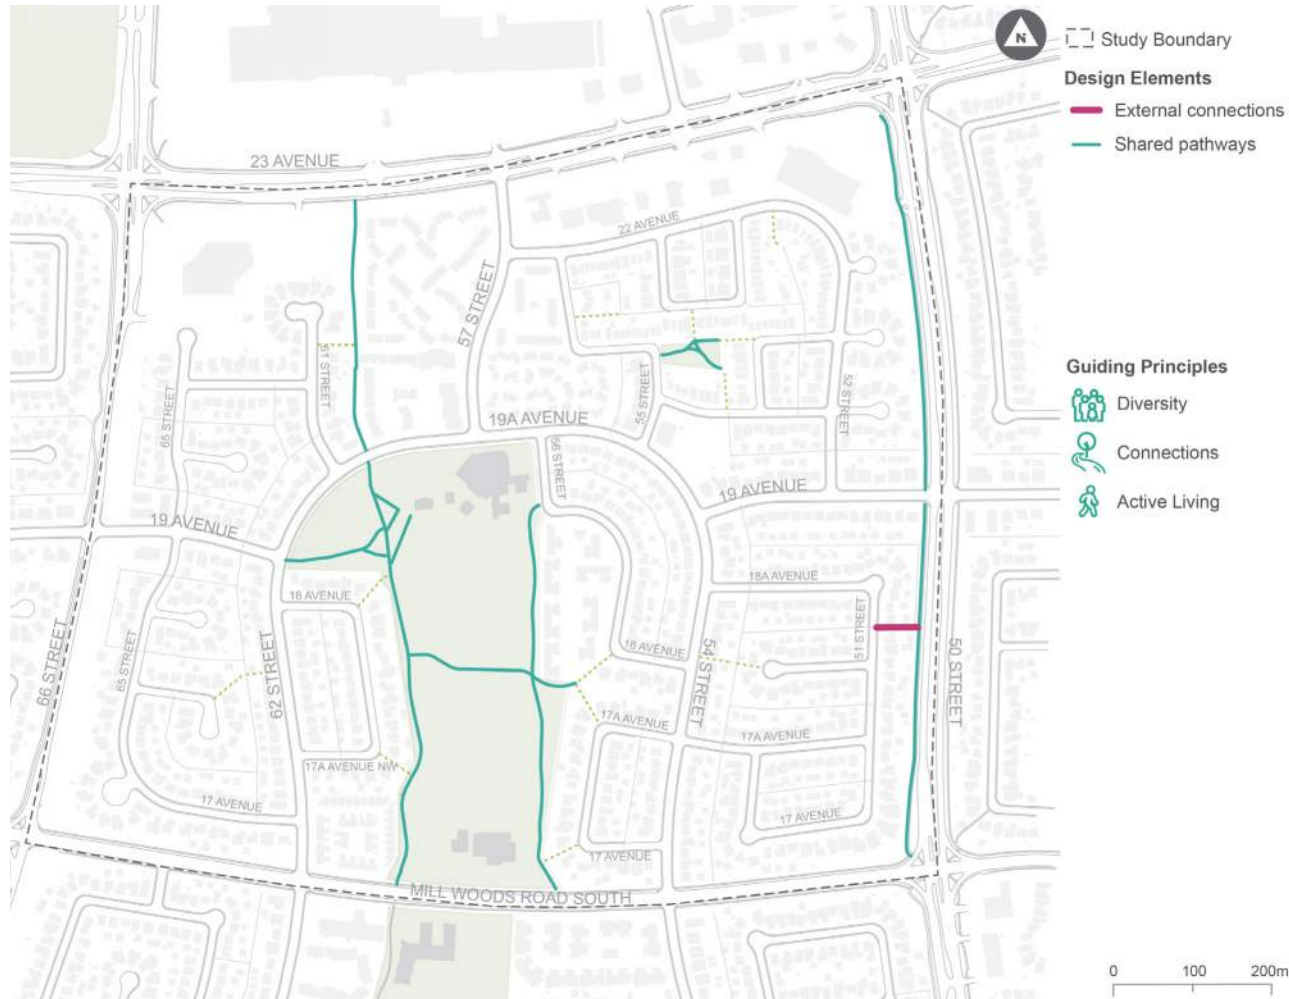 N
Study Boundary
Design Elements
External connections
Shared pathways
Guiding Principles
Diversity
Connections
Active Living
0 100 200m
23 AVENUE
22 AVENUE
57 STREET
61 STREET
65 STREET
55 STREET
52 STREET
19A AVENUE
56 STREET
19 AVENUE
19 AVENUE
18A AVENUE
18 AVENUE
51 STREET
65 STREET
62 STREET
66 STREET
18 AVENUE
54 STREET
50 STREET
17A AVENUE
17A AVENUE
17A AVENUE NW
17 AVENUE
17 AVENUE
17 AVENUE
MILL WOODS ROAD SOUTH